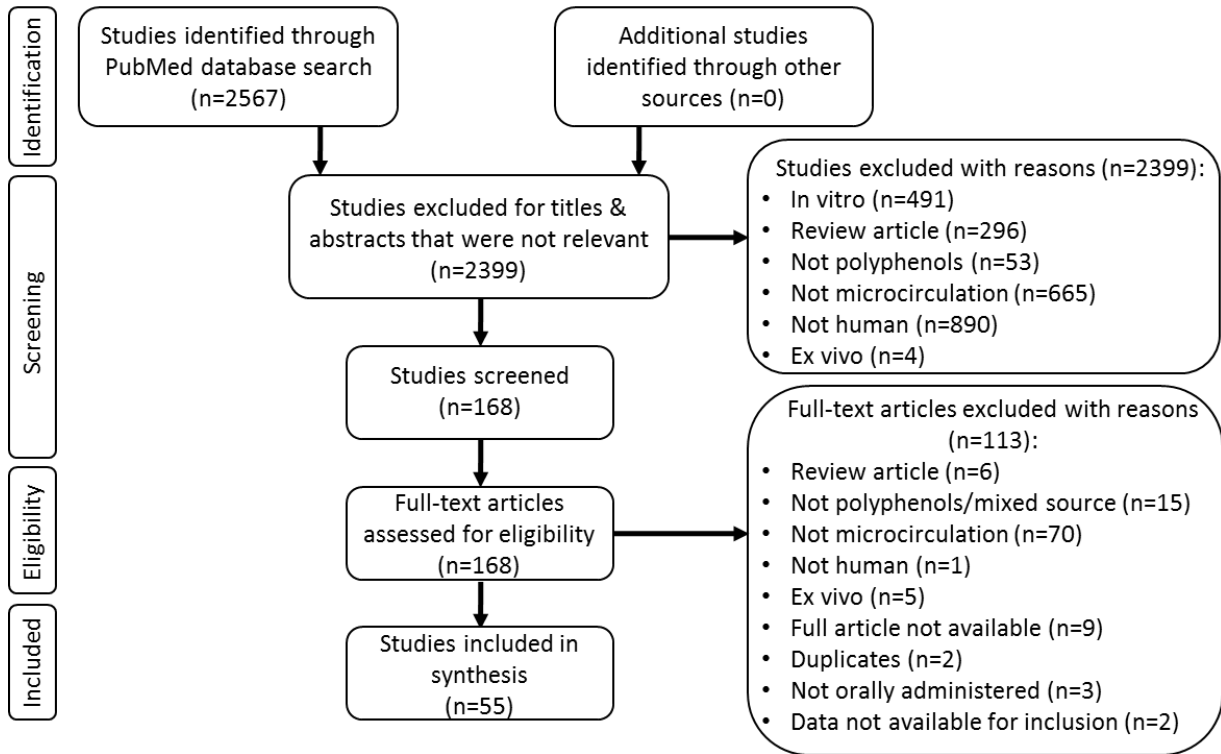 Identification
Studies identified through
PubMed database search
(n=2567)
Additional studies
identified through other
sources (n=0)
Screening
Studies excluded for titles &
abstracts that were not relevant
(n=2399)
Studies excluded with reasons (n=2399):
• In vitro (n=491)
• Review article (n=296)
• Not polyphenols (n=53)
• Not microcirculation (n=665)
• Not human (n=890)
• Ex vivo (n=4)
Studies screened
(n=168)
Eligibility
Full-text articles
assessed for eligibility
(n=168)
Full-text articles excluded with reasons
(n=113):
• Review article (n=6)
• Not polyphenols/mixed source (n=15)
• Not microcirculation (n=70)
• Not human (n=1)
• Ex vivo (n=5)
• Full article not available (n=9)
• Duplicates (n=2)
• Not orally administered (n=3)
• Data not available for inclusion (n=2)
Included
Studies included in
synthesis
(n=55)